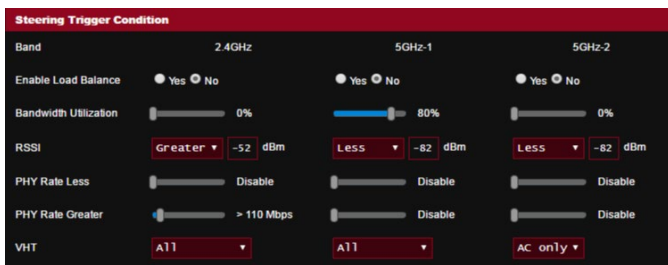 Steering Trigger Condition
Band 2.4GHz 5GHz-1 5GHz-2
Enable Load Balance Yes No Yes No Yes No
Bandwidth Utilization 0% 80% 0%
RSSI Greater -52 dBm Less -82 dBm Less -82 dBm
PHY Rate Less Disable Disable Disable
PHY Rate Greater > 110 Mbps Disable Disable
VHT All All AC only